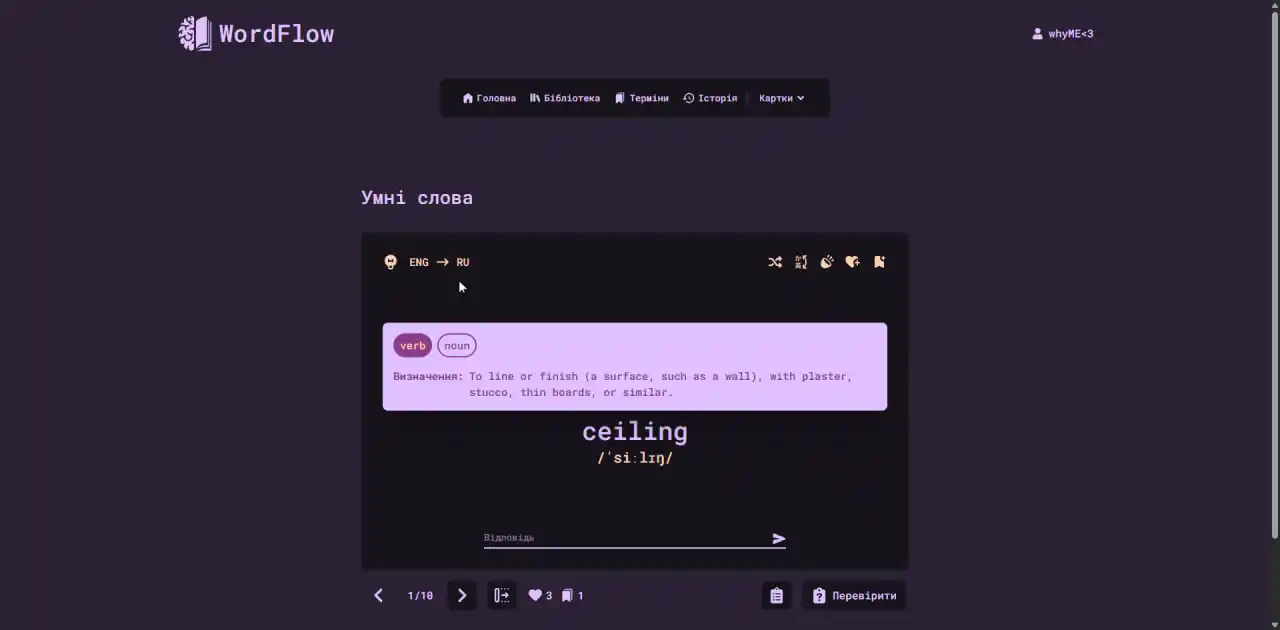 WordFlow
whyME<3
Головна Бібліотека Терміни Історія Картки
Умні слова
ENG → RU
verb noun
Визначення: To line or finish (a surface, such as a wall), with plaster,
stucco, thin boards, or similar.
ceiling
/ˈsiːlɪŋ/
Відповідь
1/10 3 1 Перевірити